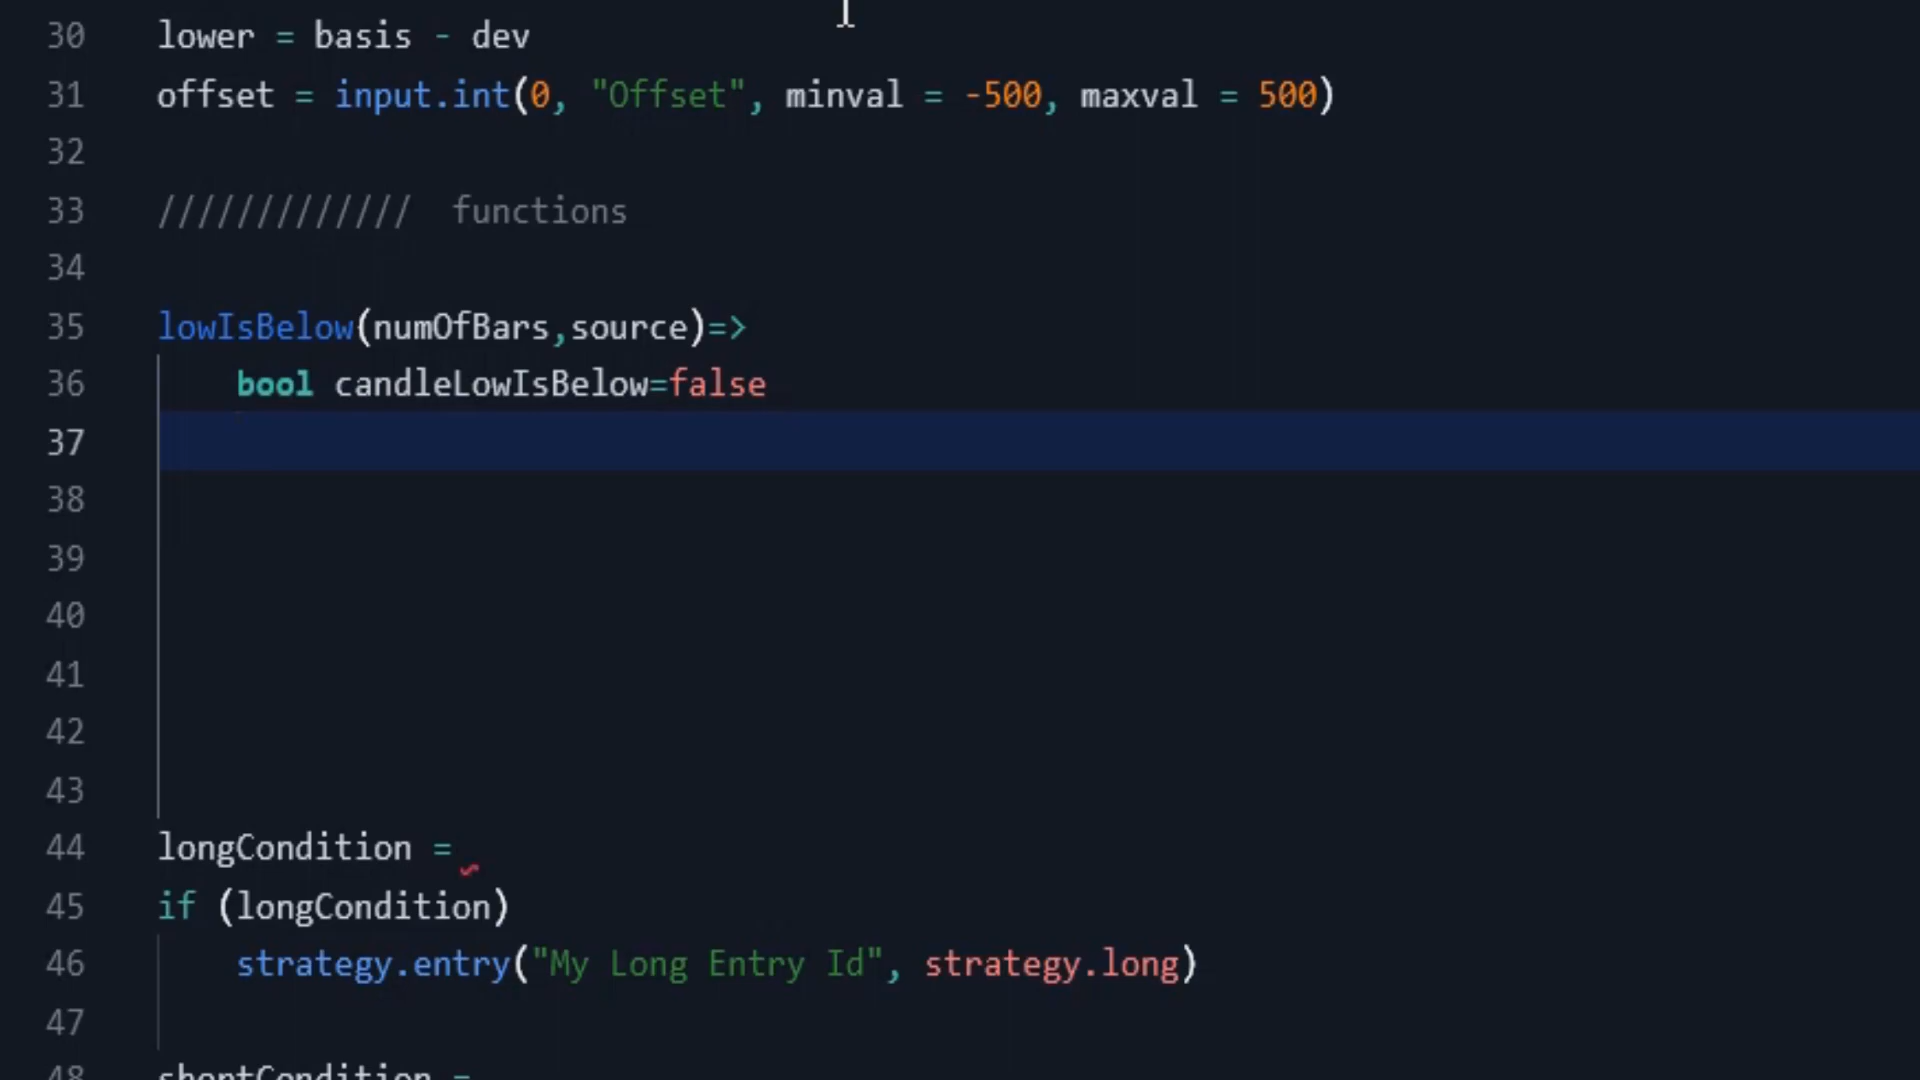 30 lower = basis - dev
31 offset = input.int(0, "Offset", minval = -500, maxval = 500)
32
33 ///////////// functions
34
35 lowIsBelow(numOfBars,source)=>
36 bool candleLowIsBelow=false
37
38
39
40
41
42
43
44 longCondition =
45 if (longCondition)
46 strategy.entry("My Long Entry Id", strategy.long)
47
48 shortCondition =